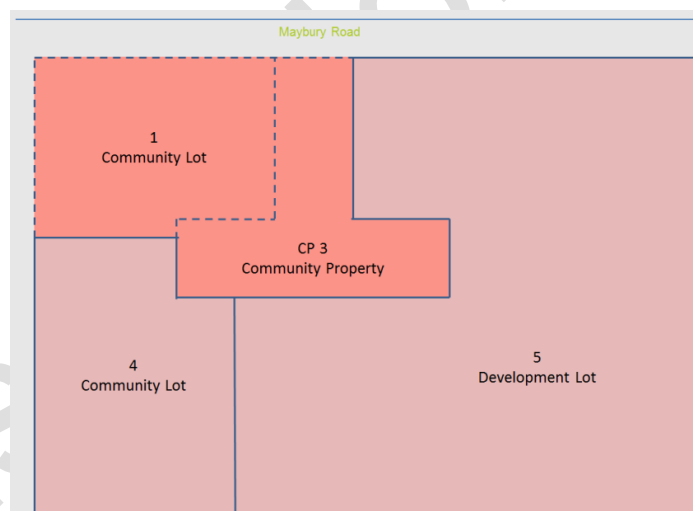 Maybury Road
1
Community Lot
CP 3
Community Property
4
Community Lot
5
Development Lot